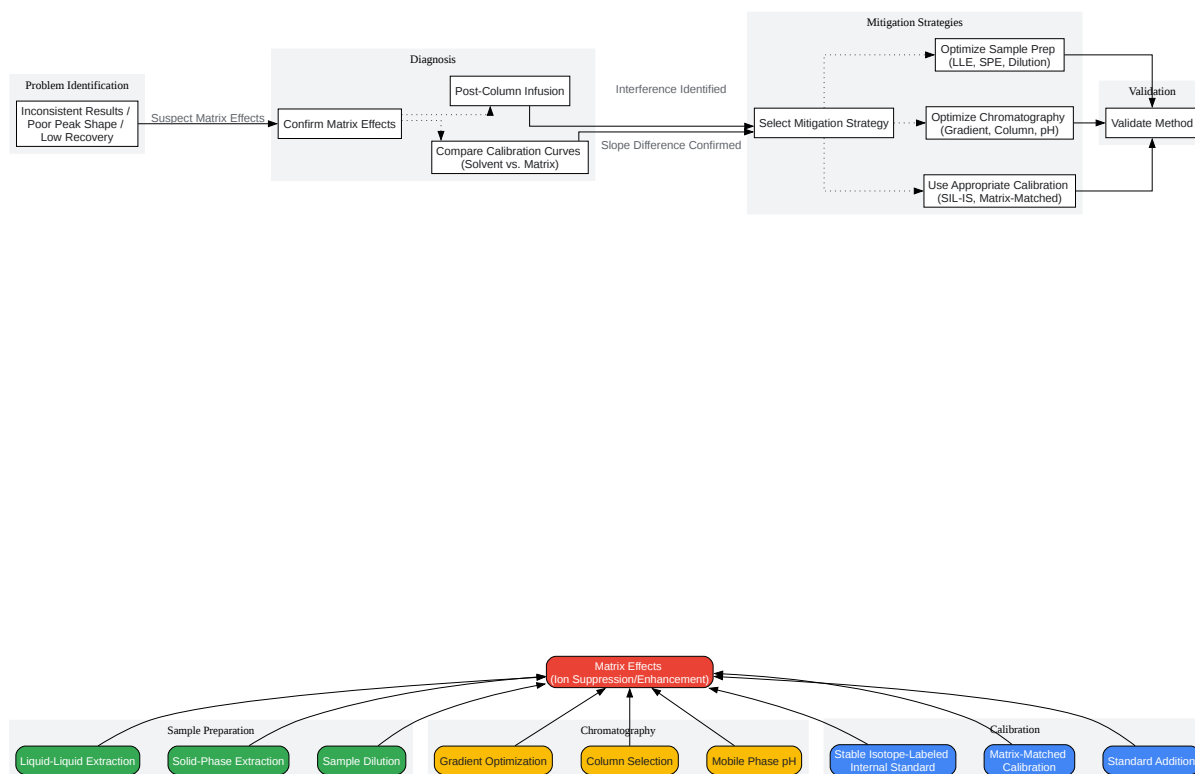 Mitigation Strategies
Diagnosis
Problem Identification
Inconsistent Results /
Poor Peak Shape /
Low Recovery
Suspect Matrix Effects
Confirm Matrix Effects
Post-Column Infusion
Compare Calibration Curves
(Solvent vs. Matrix)
Interference Identified
Slope Difference Confirmed
Select Mitigation Strategy
Optimize Sample Prep
(LLE, SPE, Dilution)
Optimize Chromatography
(Gradient, Column, pH)
Use Appropriate Calibration
(SIL-IS, Matrix-Matched)
Validation
Validate Method
Matrix Effects
(Ion Suppression/Enhancement)
Sample Preparation
Liquid-Liquid Extraction
Solid-Phase Extraction
Sample Dilution
Chromatography
Gradient Optimization
Column Selection
Mobile Phase pH
Calibration
Stable Isotope-Labeled
Internal Standard
Matrix-Matched
Calibration
Standard Addition